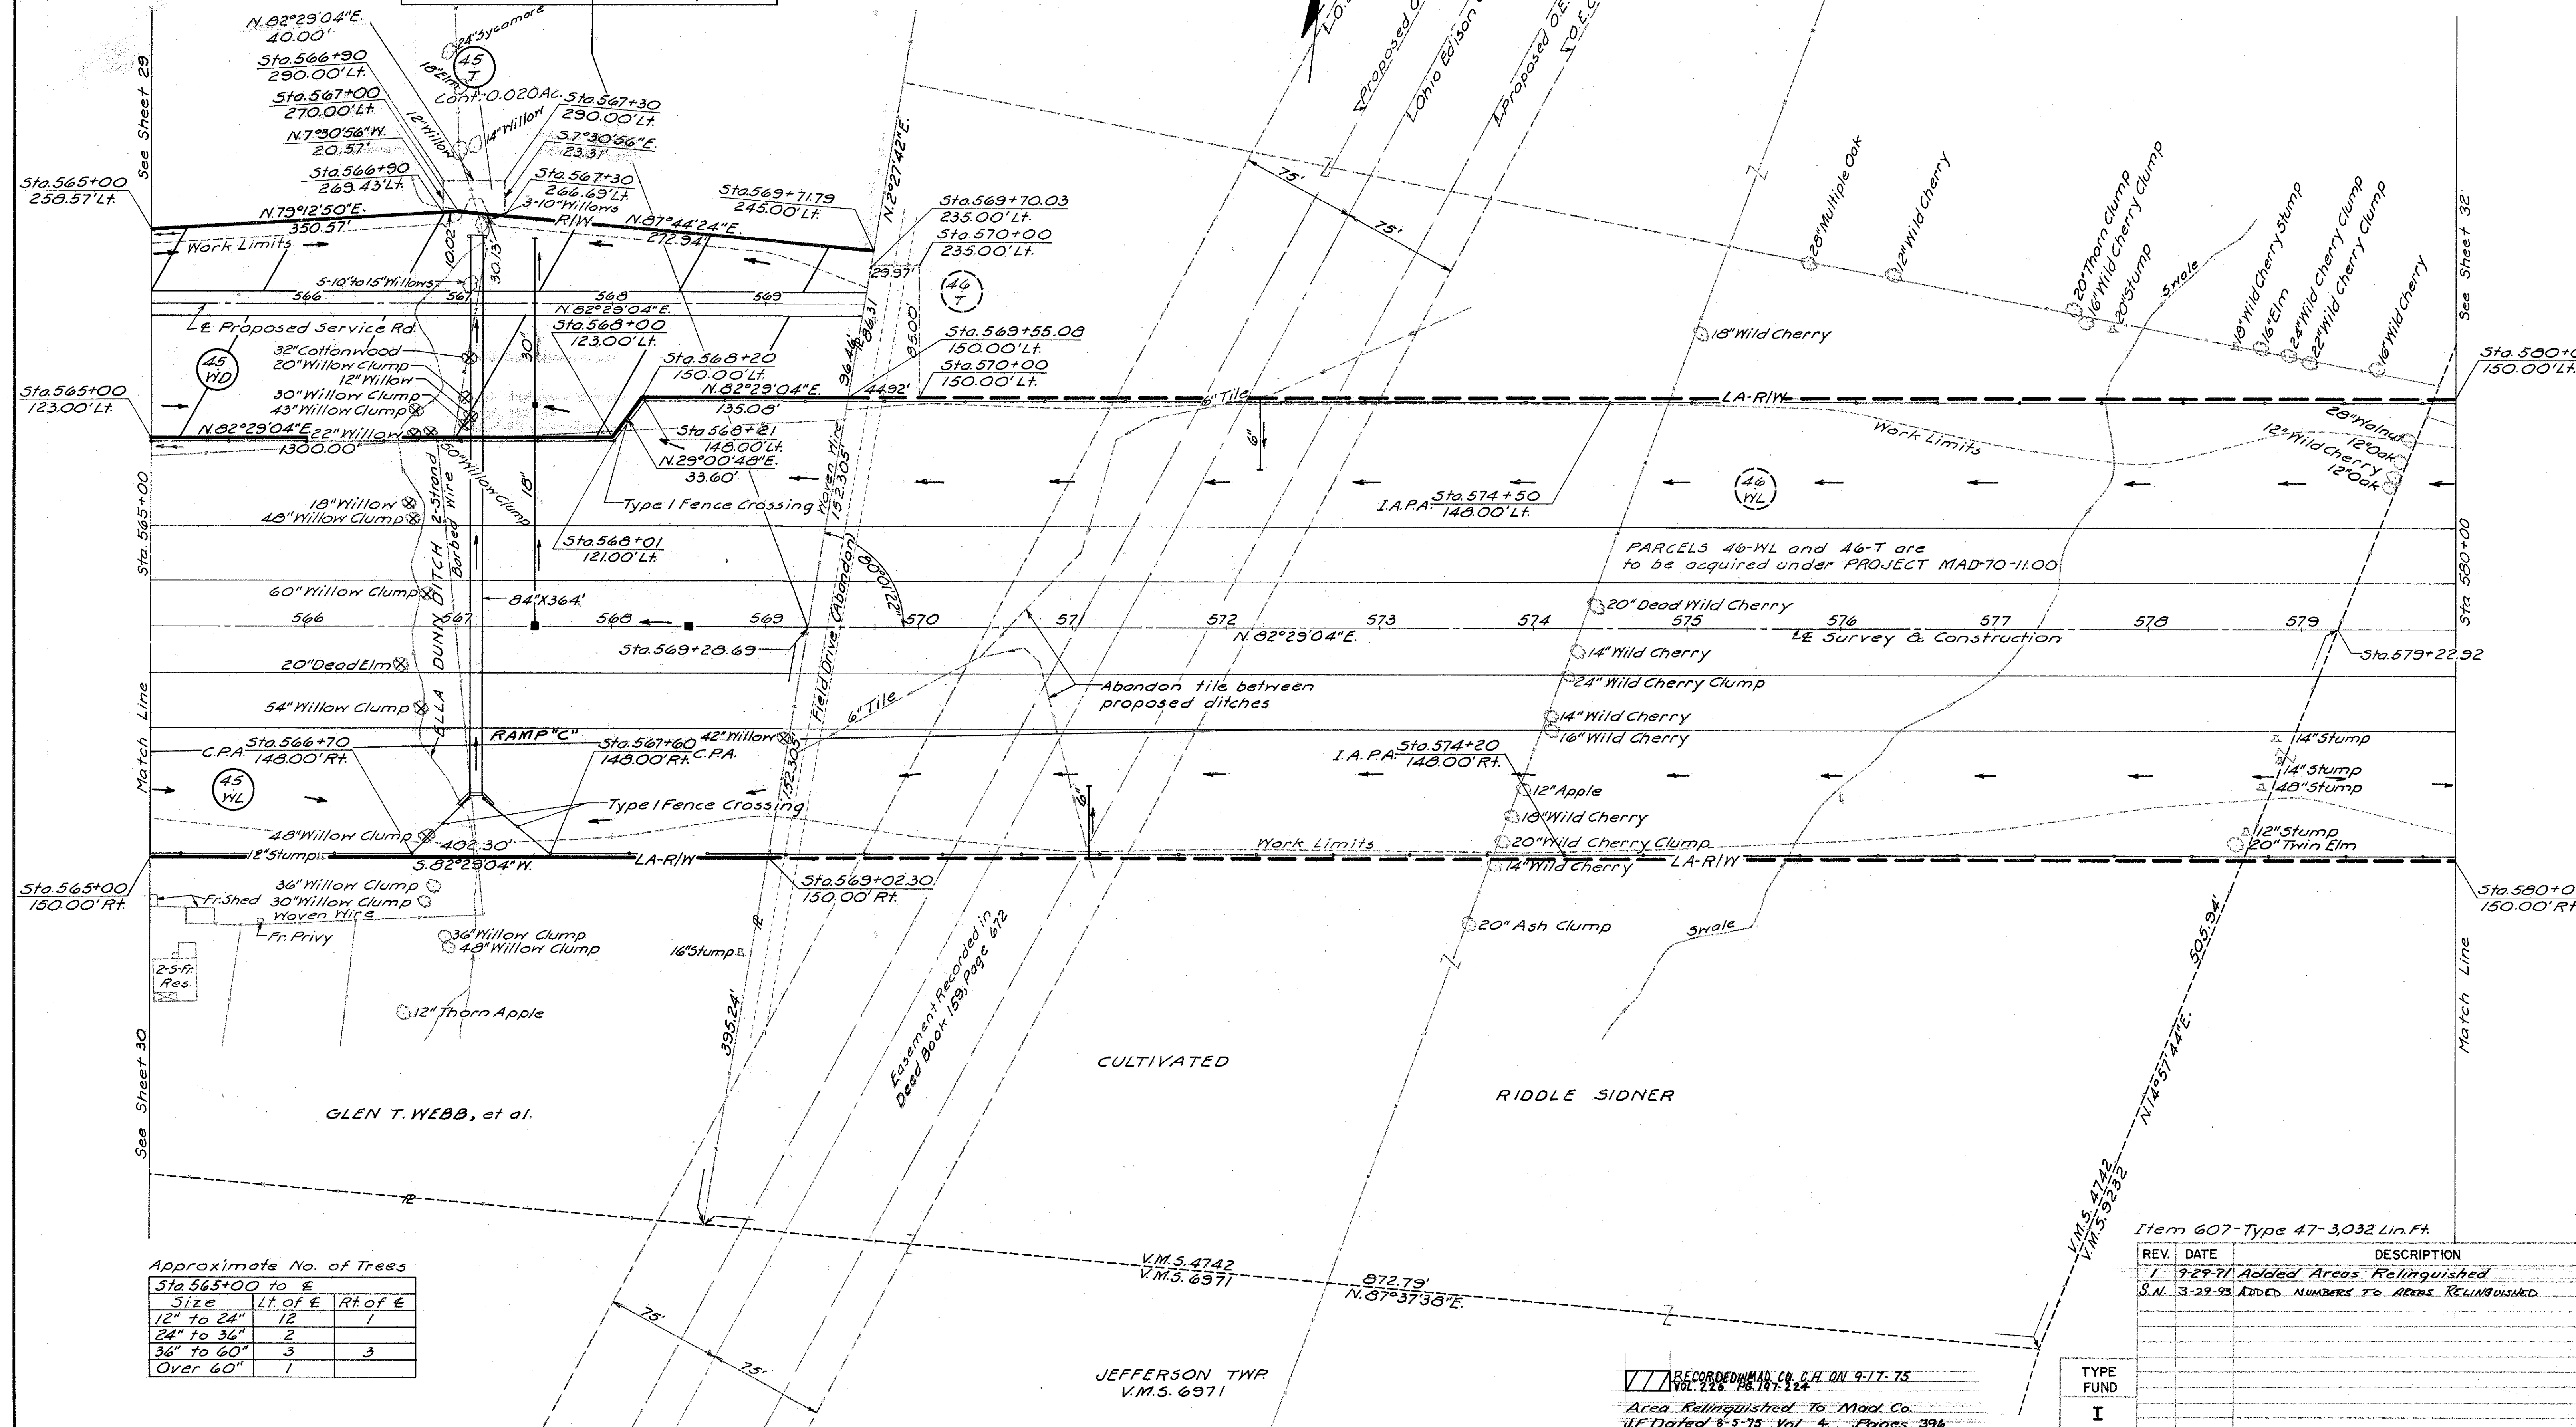 N.82°29'04"E.
40.00'
24"Sycamore
45
T
18"Elm
Cont.=0.020Ac.
Sta.566+90
290.00'Lt.
Sta.567+00
270.00'Lt.
N.7°30'56"W.
20.57'
Sta.566+90
269.43'Lt.
12"Willow
14"Willow
Sta.567+30
290.00'Lt.
S.7°30'56"E.
23.31'
Sta.567+30
266.69'Lt.
3-10"Willows
See Sheet 29
Sta.565+00
258.57'Lt.
N.79°12'50"E.
350.57'
Work Limits
R/W
N.87°44'24"E.
272.94'
Sta.569+71.79
245.00'Lt.
N.2°27'42"E.
Sta.569+70.03
235.00'Lt.
Sta.570+00
235.00'Lt.
29.97'
46
T
10.02'
30.13'
5-10"to15"Willows
566 567 568 569
N.82°29'04"E.
℄ Proposed Service Rd.
Proposed
Ohio Edison
Proposed O.E.
75'
75'
28"Multiple Oak
12"Wild Cherry
20"Thorn Clump
16"Wild Cherry Clump
20"Stump
Swale
18"Wild Cherry Stump
16"Elm
24"Wild Cherry Clump
22"Wild Cherry Clump
16"Wild Cherry
See Sheet 32
45
WD
32"Cottonwood
20"Willow Clump
12"Willow
30"Willow Clump
43"Willow Clump
22"Willow
Sta.565+00
123.00'Lt.
N.82°29'04"E.
1300.00'
30"
Sta.568+00
123.00'Lt.
Sta.568+20
150.00'Lt.
N.82°29'04"E.
135.08'
96.46'
86.31
85.00'
44.92'
Sta.569+55.08
150.00'Lt.
Sta.570+00
150.00'Lt.
18"Wild Cherry
6"Tile
LA-R/W
150.00'Lt.
Sta.568+21
148.00'Lt.
N.29°00'48"E.
33.60'
Type 1 Fence Crossing
Woven Wire
152.305'
6"
Work Limits
28"Walnut
12"Oak
12"Wild Cherry
12"Oak
Sta.565+00
18"Willow
48"Willow Clump
2-Strand
Barbed Wire
18"
Sta.568+01
121.00'Lt.
I.A.P.A. Sta.574+50
148.00'Lt.
46
WL
PARCELS 46-WL and 46-T are
to be acquired under PROJECT MAD-70-11.00
Sta.580+00
60"Willow Clump
ELLA DUNN DITCH
84"X364'
Field Drive (Abandon)
566 567 568 569 570 571 572 573 574 575 576 577 578 579
N.82°29'04"E.
℄ Survey & Construction
Sta.569+28.69
20"Dead Wild Cherry
Sta.579+22.92
20"Dead Elm
14"Wild Cherry
24"Wild Cherry Clump
Abandon tile between
proposed ditches
54"Willow Clump
6"Tile
14"Wild Cherry
16"Wild Cherry
RAMP "C"
42"Willow
Match Line
C.P.A. Sta.566+70
148.00'Rt.
Sta.567+60
148.00'Rt. C.P.A.
152.305'
I.A.P.A. Sta.574+20
148.00'Rt.
14"Stump
14"Stump
48"Stump
45
WL
Type 1 Fence Crossing
6"
12"Apple
18"Wild Cherry
48"Willow Clump
402.30'
12"Stump
S.82°29'04"W.
LA-R/W
Work Limits
20"Wild Cherry Clump
14"Wild Cherry
LA-R/W
12"Stump
20"Twin Elm
Sta.565+00
150.00'Rt.
Sta.569+02.30
150.00'Rt.
36"Willow Clump
Fr.Shed
30"Willow Clump
Woven Wire
Fr.Privy
36"Willow Clump
48"Willow Clump
16"Stump
20"Ash Clump
Swale
505.94'
N.14°57'44"E.
2-S-Fr.
Res.
12"Thorn Apple
395.24'
Easement Recorded in
Deed Book 159, Page 672
CULTIVATED
RIDDLE SIDNER
Match Line
See Sheet 30
GLEN T. WEBB, et al.
V.M.S. 4742
V.M.S. 9232
V.M.S. 4742
V.M.S. 6971
872.79'
N.87°37'38"E.
75'
75'
JEFFERSON TWP.
V.M.S. 6971
Approximate No. of Trees
Sta.565+00 to ℄
Size Lt. of ℄ Rt. of ℄
12" to 24" 12 1
24" to 36" 2
36" to 60" 3 3
Over 60" 1
Item 607-Type 47-3,032 Lin.Ft.
REV. DATE DESCRIPTION
1 9-29-71 Added Areas Relinquished
S.N. 3-29-93 ADDED NUMBERS TO AREAS RELINQUISHED
RECORDED IN MAD. CO. C.H. ON 9-17-75
VOL. 226 PG. 197-224
Area Relinquished To Mad. Co.
J.E. Dated 8-5-75 Vol. 4 Pages 396
TYPE
FUND
I